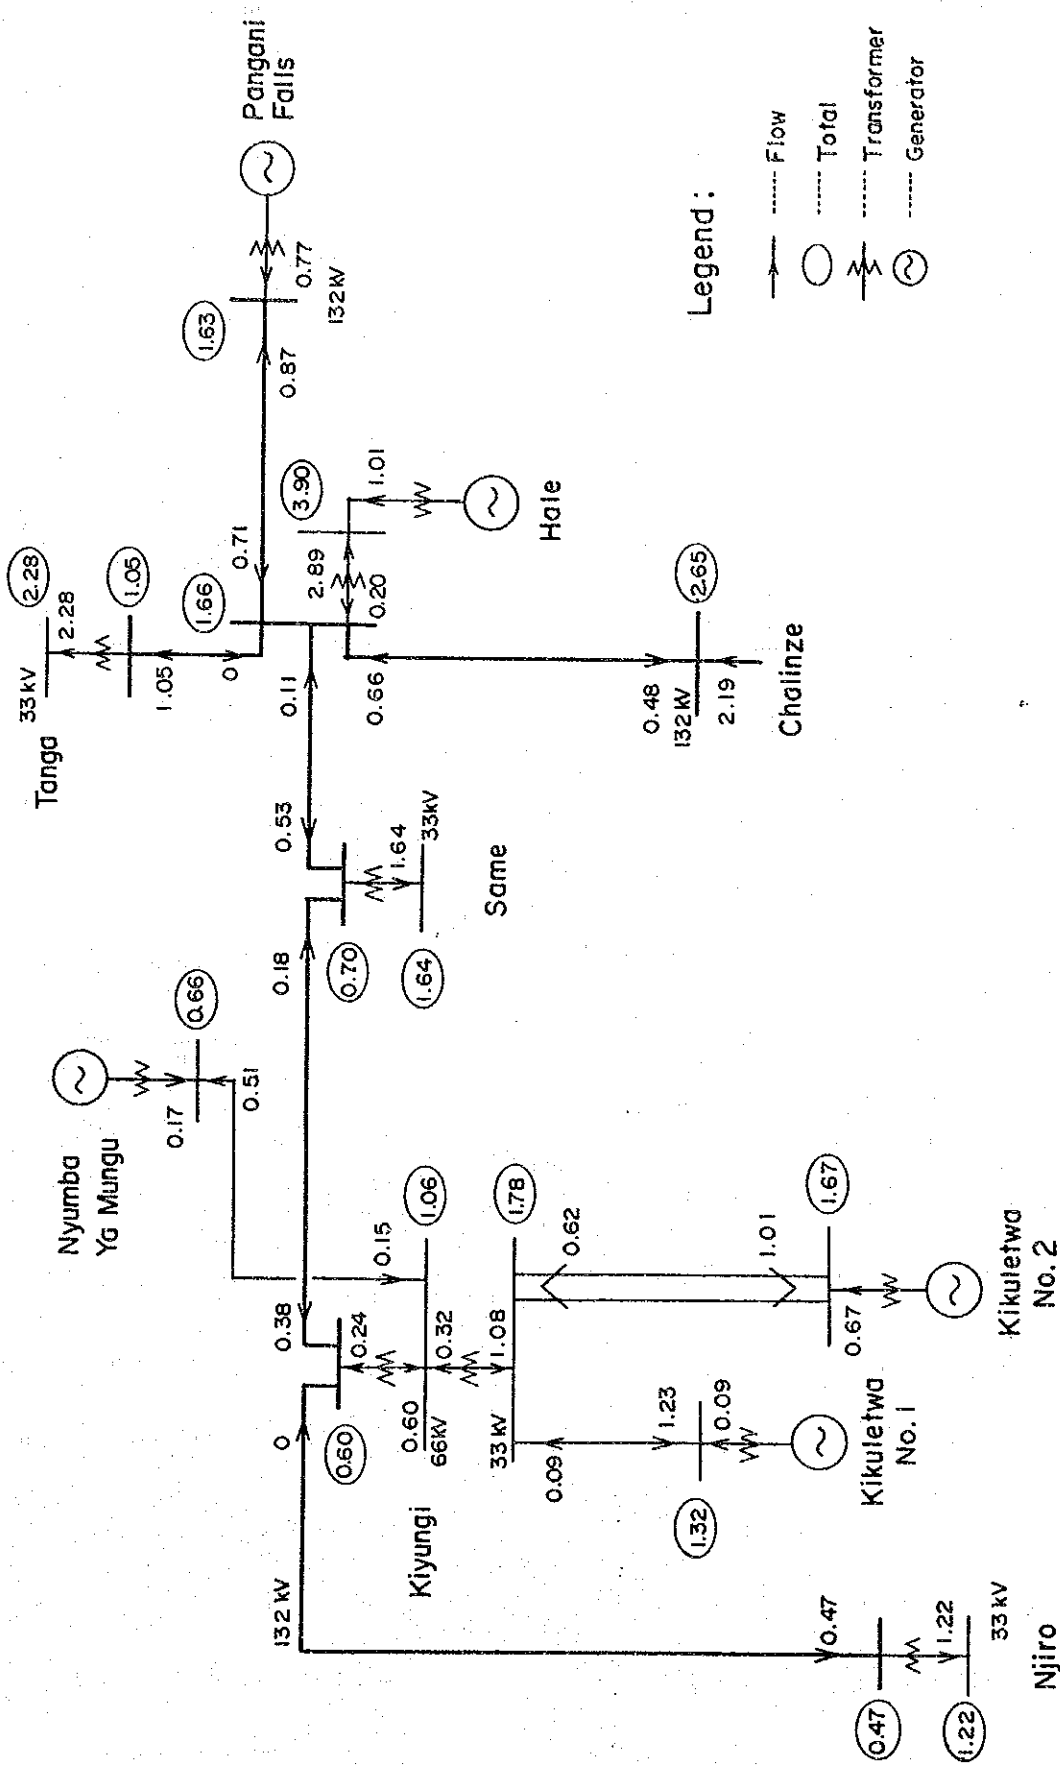 Njiro
33 kV
1.22
1.22
0.47
0.47
132 kV
0
0.60
0.38
0.24
Kiyungi
0.60
66kV
0.32
1.06
0.15
33 kV
1.08
1.78
0.09
1.23
0.09
1.32
Kikuletwa
No. 1
0.62
1.01
1.67
0.67
Kikuletwa
No. 2
Nyumba
Ya Mungu
0.17
0.66
0.51
0.18
0.53
0.70
1.64
1.64
33kV
Same
Tanga
33 kV
2.28
2.28
1.05
1.05
0
1.66
0.71
0.11
0.66
0.20
2.89
3.90
1.01
Hale
0.48
132 kV
2.19
2.65
Chalinze
0.87
1.63
132 kV
0.77
Pangani
Falls
Legend :
------ Flow
------ Total
------ Transformer
------ Generator